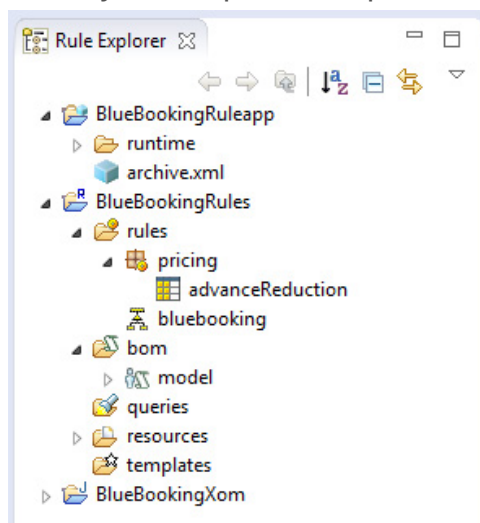 Rule Explorer
BlueBookingRuleapp
runtime
archive.xml
BlueBookingRules
rules
pricing
advanceReduction
bluebooking
bom
model
queries
resources
templates
BlueBookingXom